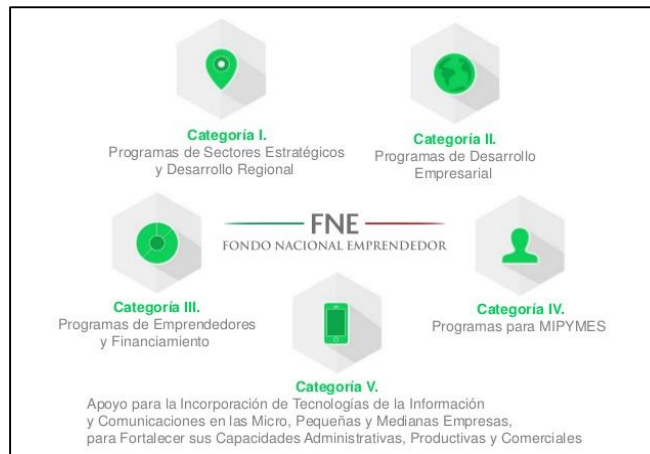 Categoría I.
Programas de Sectores Estratégicos
y Desarrollo Regional
Categoría II.
Programas de Desarrollo
Empresarial
FNE
FONDO NACIONAL EMPRENDEDOR
Categoría III.
Programas de Emprendedores
y Financiamiento
Categoría IV.
Programas para MIPYMES
Categoría V.
Apoyo para la Incorporación de Tecnologías de la Información
y Comunicaciones en las Micro, Pequeñas y Medianas Empresas,
para Fortalecer sus Capacidades Administrativas, Productivas y Comerciales